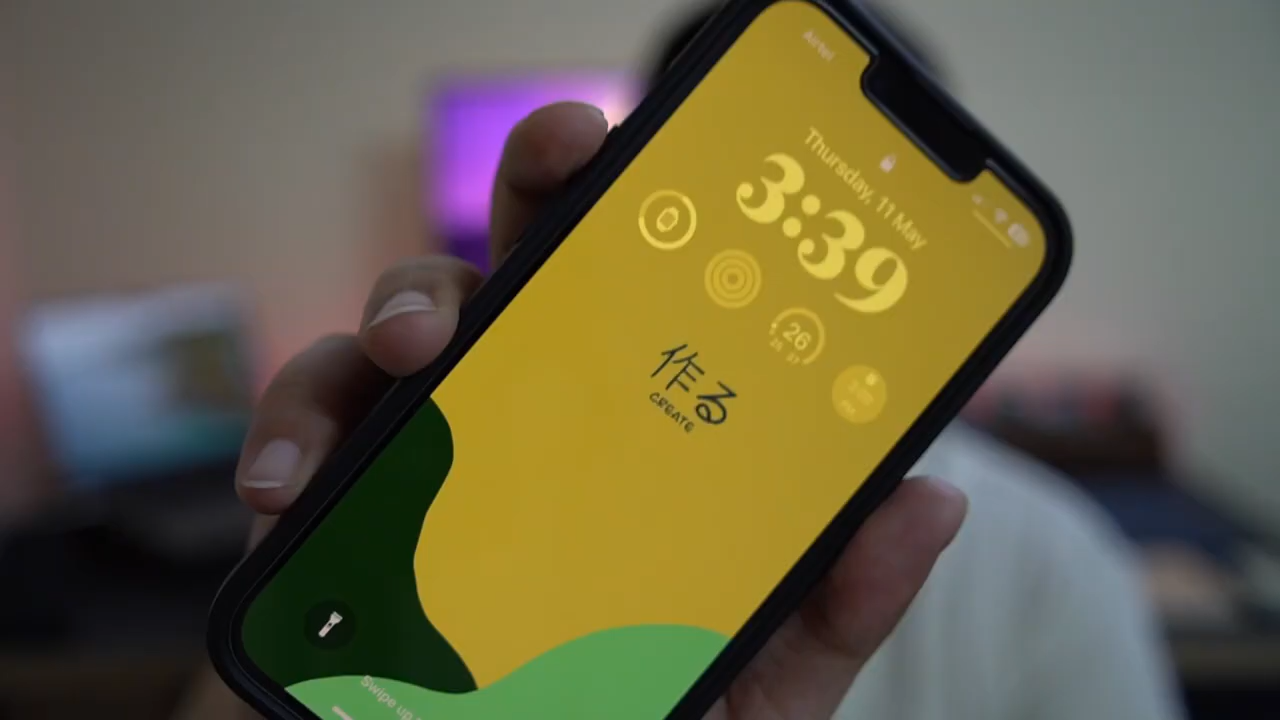 Airtel
Thursday, 11 May
3:39
26
作る
CREATE
Swipe up